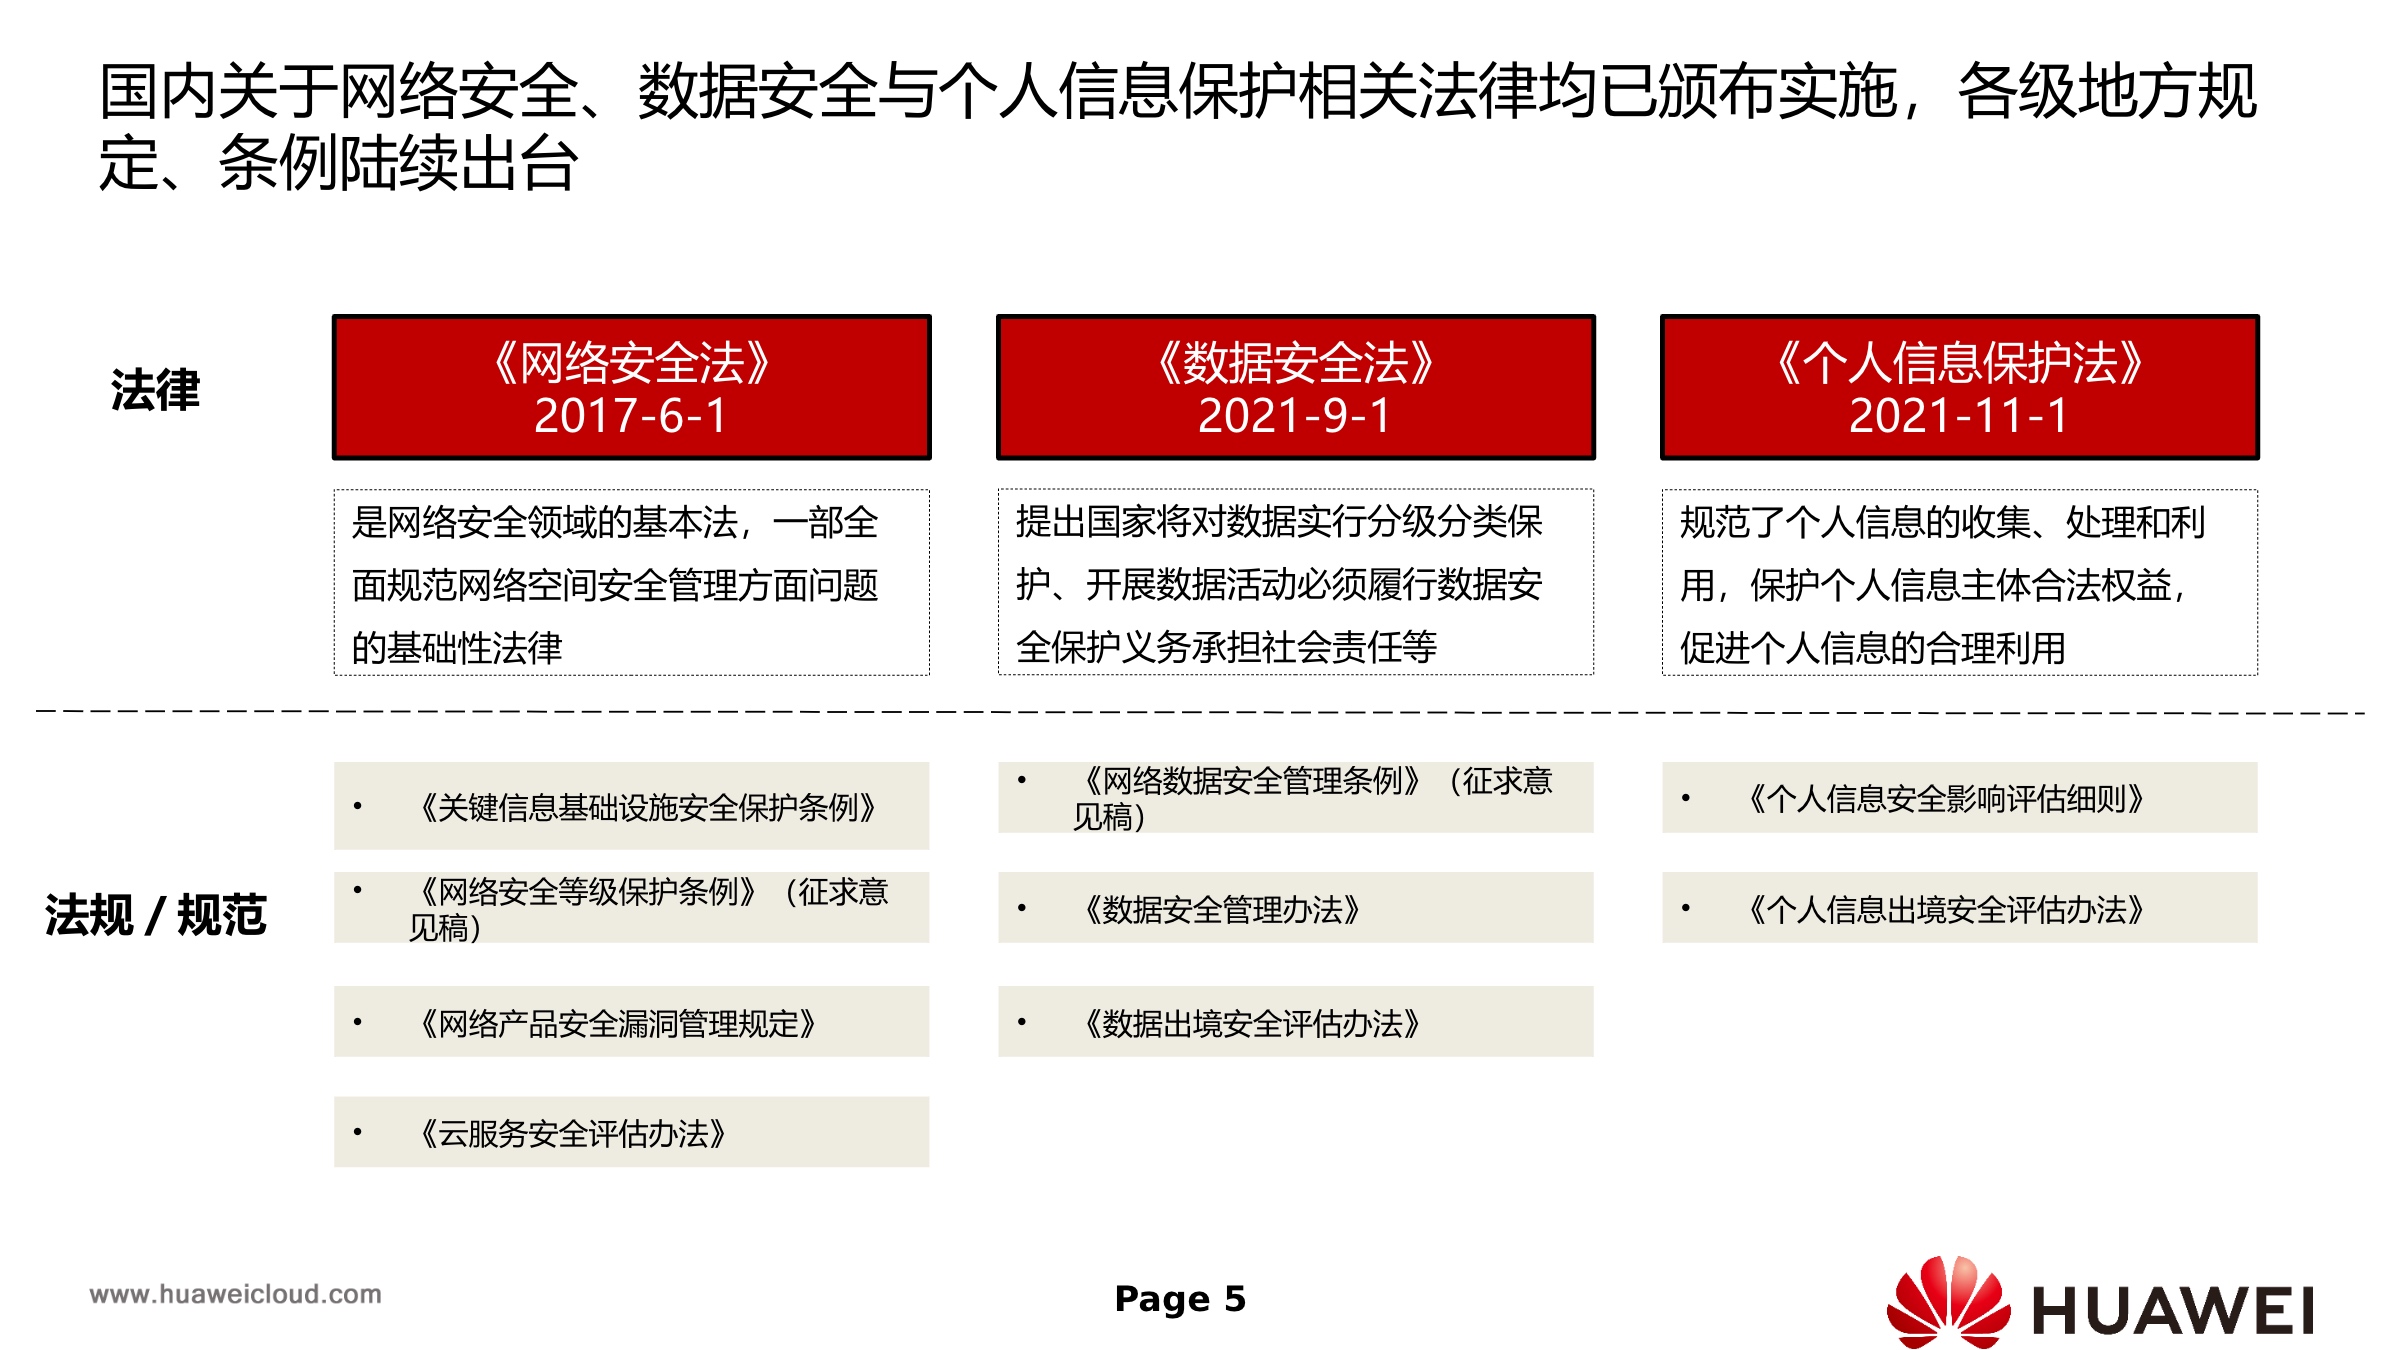 国内关于网络安全、数据安全与个人信息保护相关法律均已颁布实施，各级地方规
定、条例陆续出台
法律
《网络安全法》
2017-6-1
《数据安全法》
2021-9-1
《个人信息保护法》
2021-11-1
是网络安全领域的基本法，一部全
面规范网络空间安全管理方面问题
的基础性法律
提出国家将对数据实行分级分类保
护、开展数据活动必须履行数据安
全保护义务承担社会责任等
规范了个人信息的收集、处理和利
用，保护个人信息主体合法权益，
促进个人信息的合理利用
法规 / 规范
• 《关键信息基础设施安全保护条例》
• 《网络安全等级保护条例》（征求意
见稿）
• 《网络产品安全漏洞管理规定》
• 《云服务安全评估办法》
• 《网络数据安全管理条例》（征求意
见稿）
• 《数据安全管理办法》
• 《数据出境安全评估办法》
• 《个人信息安全影响评估细则》
• 《个人信息出境安全评估办法》
www.huaweicloud.com
Page 5
HUAWEI